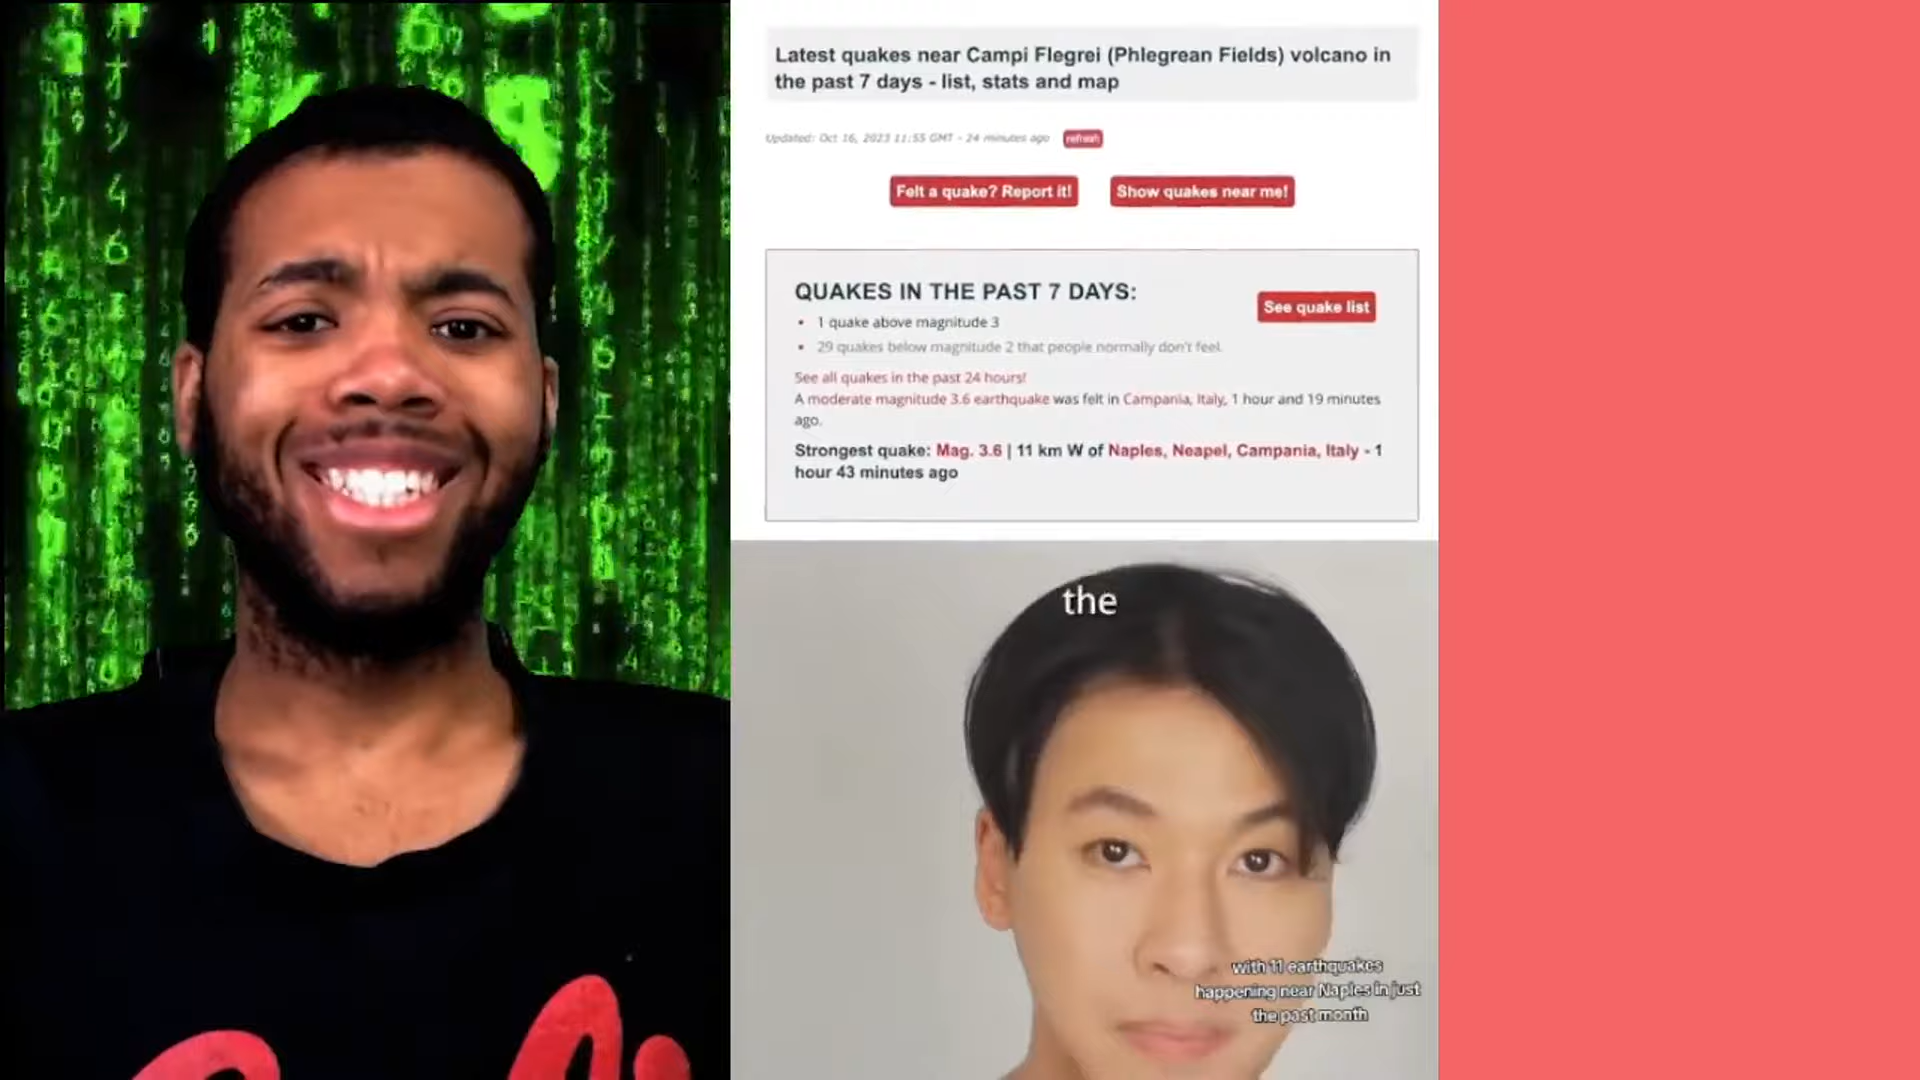 Latest quakes near Campi Flegrei (Phlegrean Fields) volcano in
the past 7 days - list, stats and map
Updated: Oct 16, 2023 11:55 GMT - 24 minutes ago
refresh
Felt a quake? Report it!
Show quakes near me!
QUAKES IN THE PAST 7 DAYS:
See quake list
• 1 quake above magnitude 3
• 29 quakes below magnitude 2 that people normally don't feel.
See all quakes in the past 24 hours!
A moderate magnitude 3.6 earthquake was felt in Campania, Italy, 1 hour and 19 minutes
ago.
Strongest quake: Mag. 3.6 | 11 km W of Naples, Neapel, Campania, Italy - 1
hour 43 minutes ago
the
with 11 earthquakes
happening near Naples in just
the past month